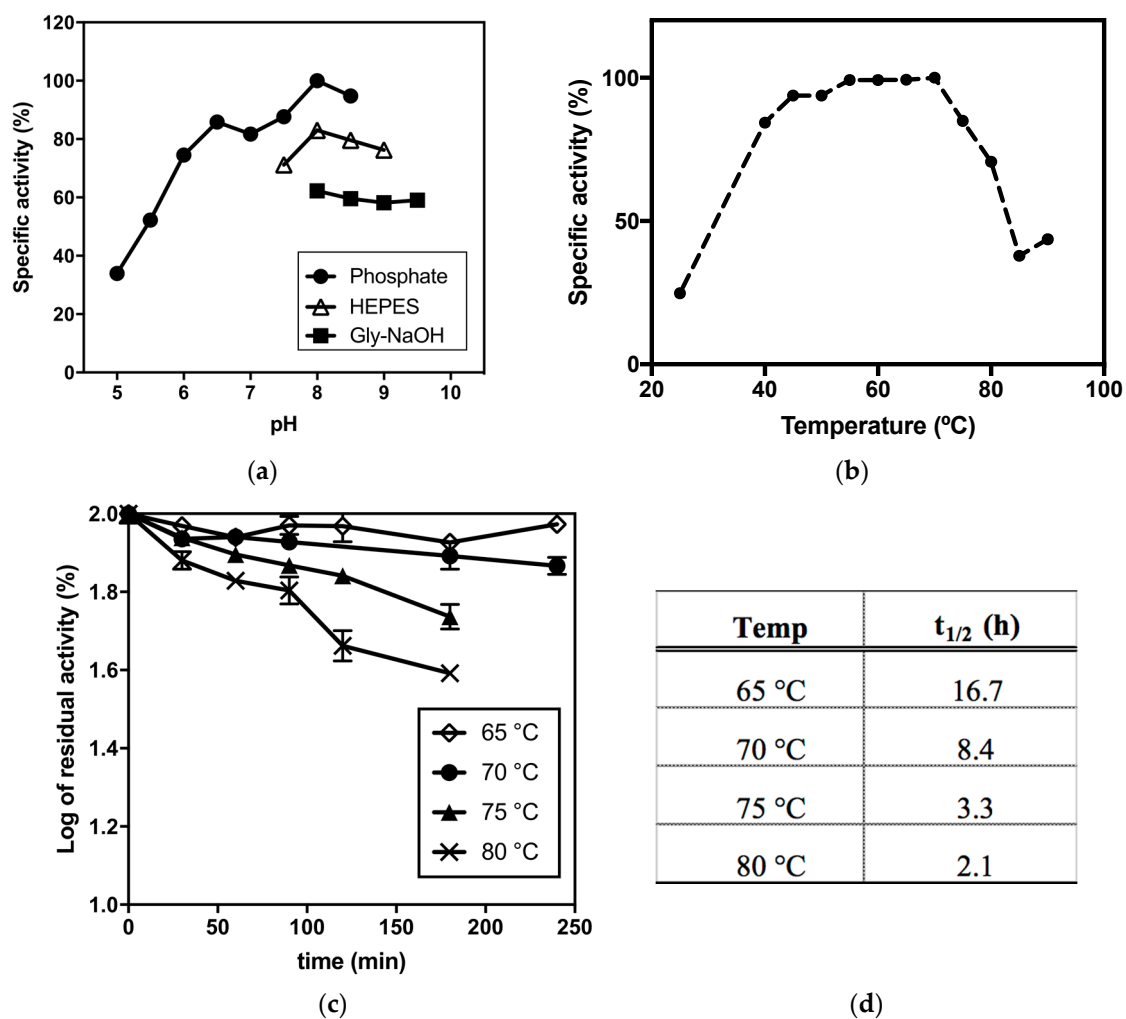 120
100
80
60
40
20
0
Specific activity (%)
5 6 7 8 9 10
pH
Phosphate
HEPES
Gly-NaOH
(a)
100
50
0
Specific activity (%)
20 40 60 80 100
Temperature (ºC)
(b)
2.0
1.8
1.6
1.4
1.2
1.0
Log of residual activity (%)
0 50 100 150 200 250
time (min)
65 °C
70 °C
75 °C
80 °C
(c)
Temp t1/2 (h)
65 °C 16.7
70 °C 8.4
75 °C 3.3
80 °C 2.1
(d)